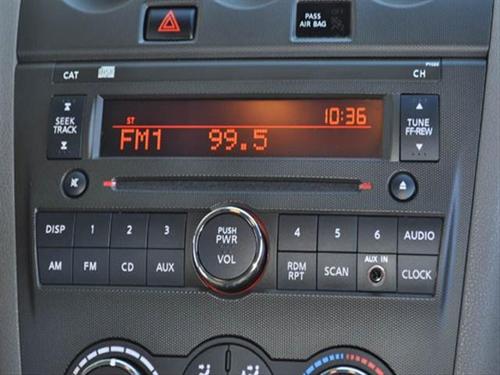 PASS
AIR BAG
CAT
CH
SEEK
TRACK
ST
10:36
FM1 99.5
TUNE
FF-REW
DISP 1 2 3
PUSH
PWR
VOL
4 5 6 AUDIO
AM FM CD AUX
RDM
RPT
SCAN
AUX IN
CLOCK